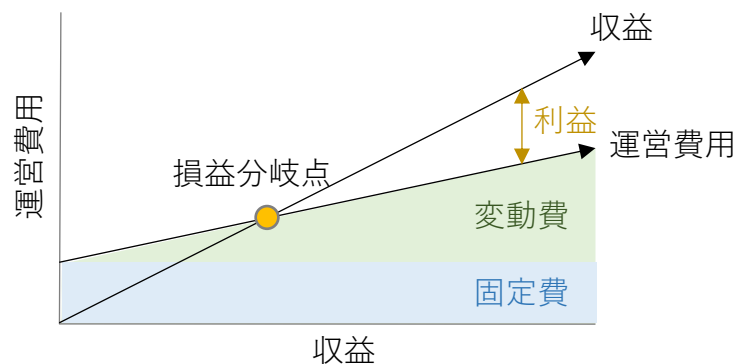 収益
利益
運営費用
運営費用
損益分岐点
変動費
固定費
収益